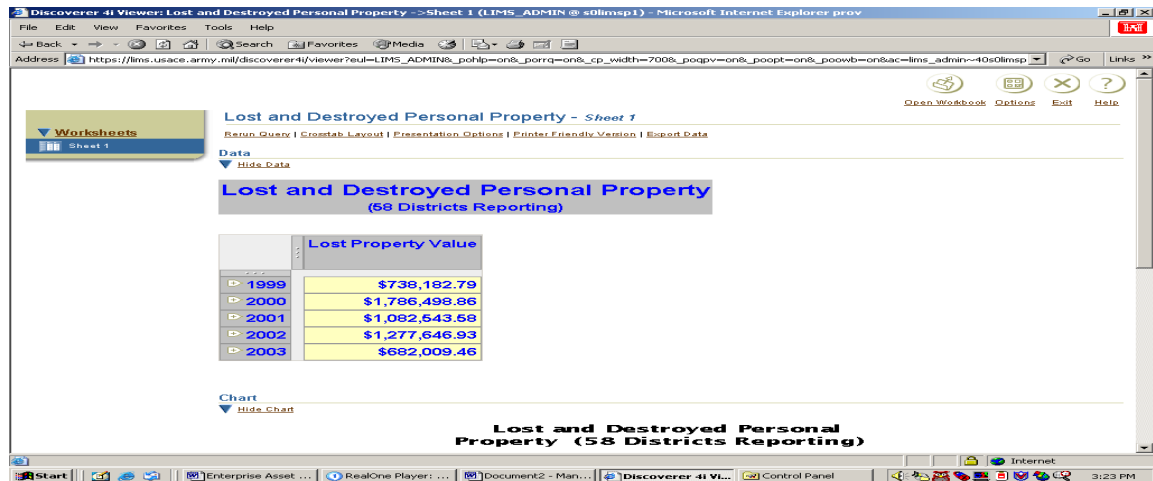 Discoverer 4i Viewer: Lost and Destroyed Personal Property ->Sheet 1 (LIMS_ADMIN @ s0limsp1) - Microsoft Internet Explorer prov
File Edit View Favorites Tools Help
Back Search Favorites Media
Address https://lims.usace.army.mil/discoverer4i/viewer?eul=LIMS_ADMIN&_pohlp=on&_porrq=on&_cp_width=700&_poqpv=on&_poopt=on&_poowb=on&ac=lims_admin~40s0limsp Go Links »
Open Workbook Options Exit Help
Lost and Destroyed Personal Property - Sheet 1
Worksheets
Rerun Query | Crosstab Layout | Presentation Options | Printer Friendly Version | Export Data
Sheet 1
Data
Hide Data
Lost and Destroyed Personal Property
(58 Districts Reporting)
Lost Property Value
1999 $738,182.79
2000 $1,786,498.86
2001 $1,082,543.58
2002 $1,277,646.93
2003 $682,009.46
Chart
Hide Chart
Lost and Destroyed Personal
Property (58 Districts Reporting)
Internet
Start Enterprise Asset ... RealOne Player: ... Document2 - Man... Discoverer 4i Vi... Control Panel 3:23 PM